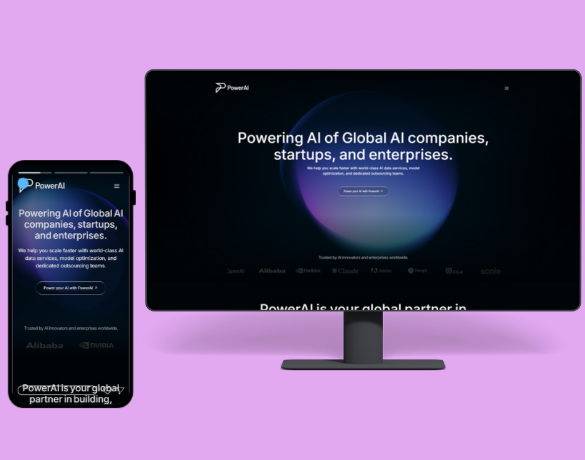 PowerAI
Powering AI of Global AI companies,
startups, and enterprises.
We help you scale faster with world-class AI data services, model
optimization, and dedicated outsourcing teams.
Power your AI with PowerAI
Trusted by AI innovators and enterprises worldwide.
OpenAI Alibaba NVIDIA Claude Adobe scale
PowerAI is your global partner in
PowerAI
Powering AI of Global AI
companies, startups,
and enterprises.
We help you scale faster with world-class AI
data services, model optimization, and
dedicated outsourcing teams.
Power your AI with PowerAI
Trusted by AI innovators and enterprises worldwide.
Alibaba NVIDIA
PowerAI is your global
partner in building,